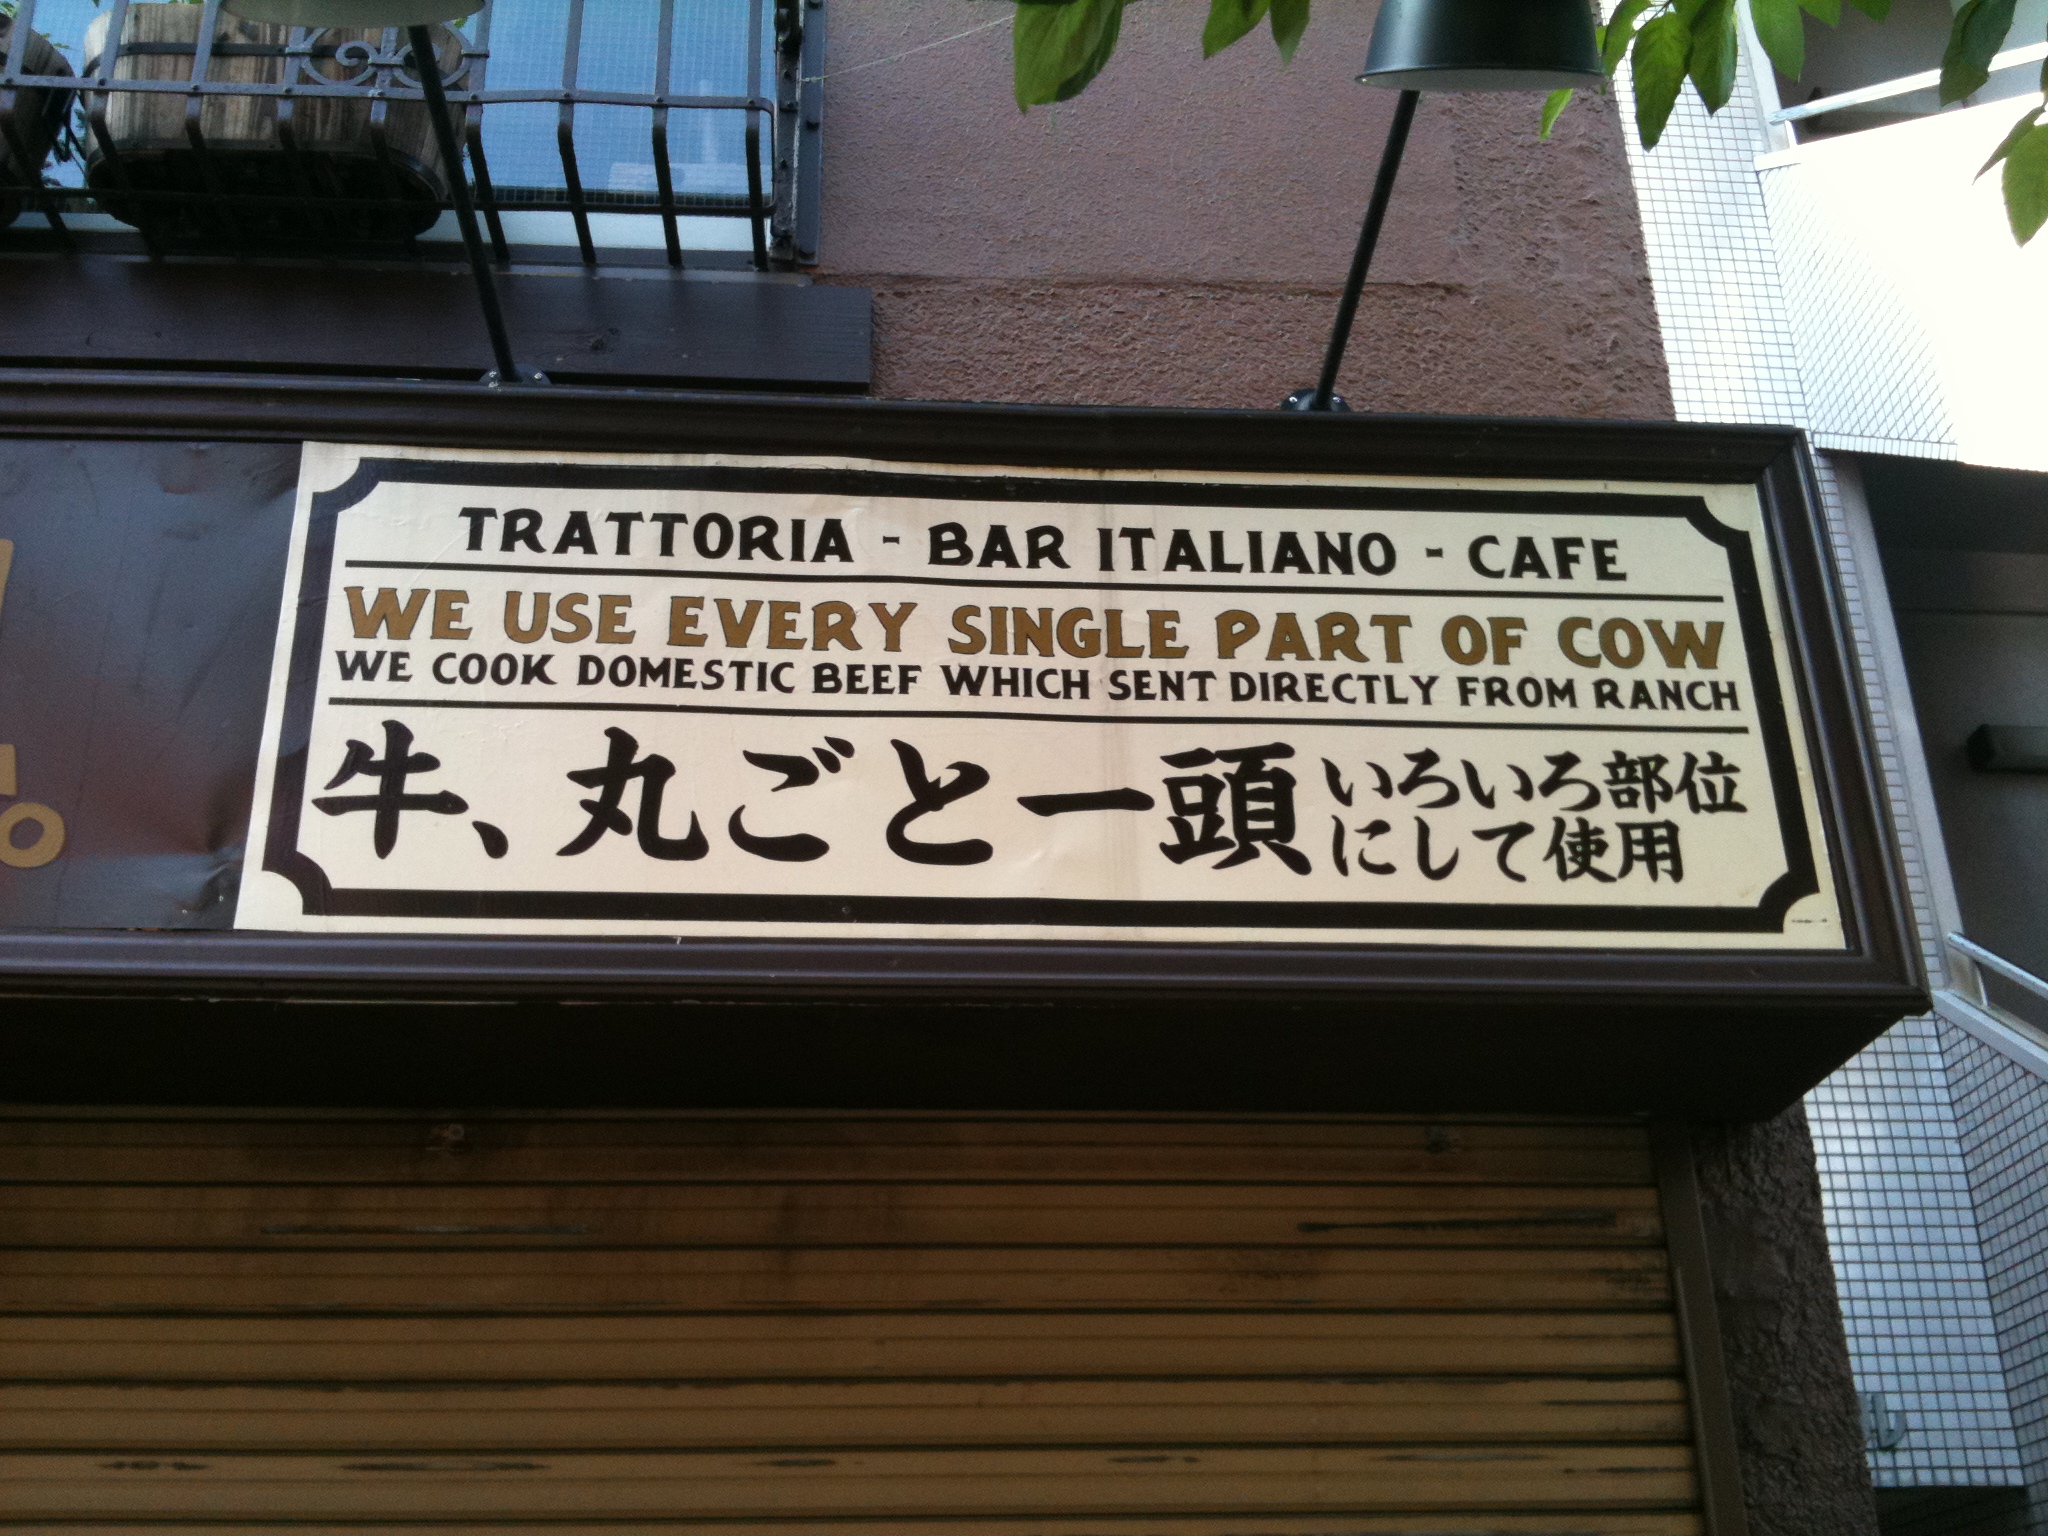 TRATTORIA - BAR ITALIANO - CAFE
WE USE EVERY SINGLE PART OF COW
WE COOK DOMESTIC BEEF WHICH SENT DIRECTLY FROM RANCH
牛、丸ごと一頭
いろいろ部位
にして使用